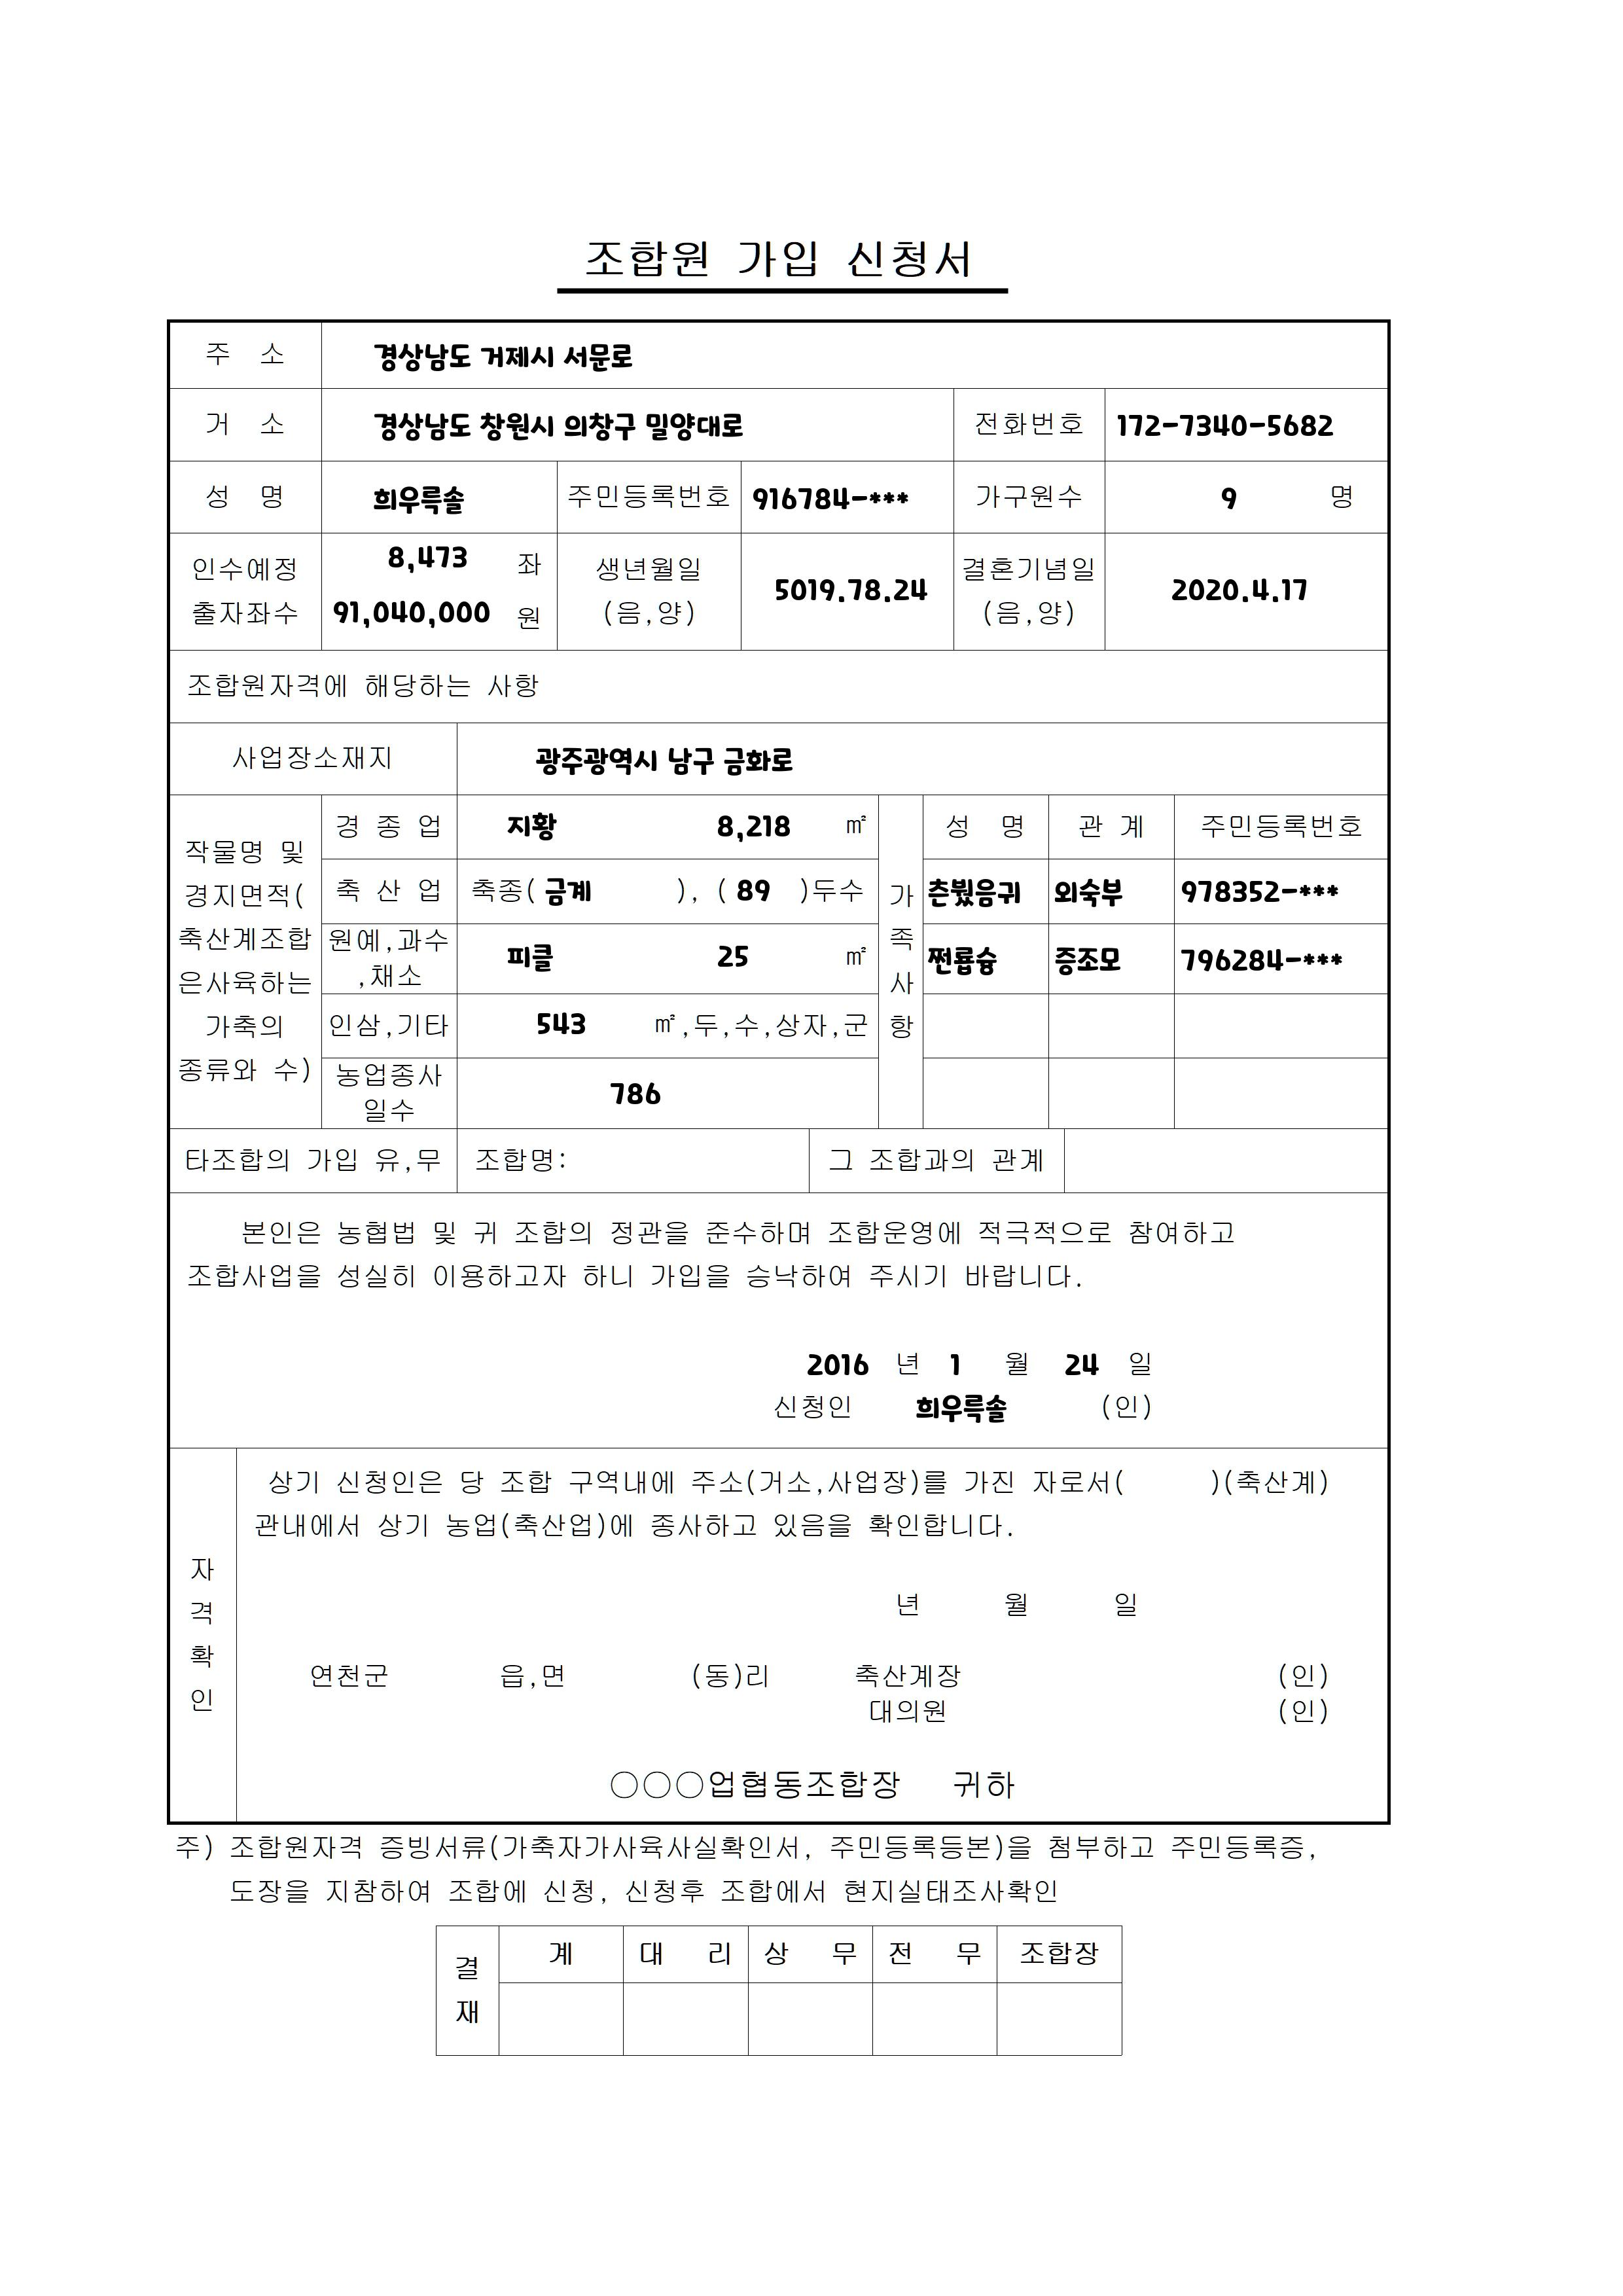 조합원 가입 신청서
주 소 경상남도 거제시 서문로
거 소 경상남도 창원시 의창구 밀양대로 전화번호 172-7340-5682
성 명 희우륵솔 주민등록번호 916784-*** 가구원수 9 명
인수예정 출자좌수 8,473 좌 91,040,000 원 생년월일 (음,양) 5019.78.24 결혼기념일 (음,양) 2020.4.17
조합원자격에 해당하는 사항
사업장소재지 광주광역시 남구 금화로
작물명 및
경지면적(
축산계조합
은사육하는
가축의
종류와 수)
경 종 업 지황 8,218 ㎡
축 산 업 축종( 금계 ), ( 89 )두수
원예,과수
,채소 피클 25 ㎡
인삼,기타 543 ㎡,두,수,상자,군
농업종사
일수 786
가
족
사
항
성 명 관 계 주민등록번호
츤붰음귀 외숙부 978352-***
쩐룝슝 증조모 796284-***
타조합의 가입 유,무 조합명: 그 조합과의 관계
본인은 농협법 및 귀 조합의 정관을 준수하며 조합운영에 적극적으로 참여하고
조합사업을 성실히 이용하고자 하니 가입을 승낙하여 주시기 바랍니다.
2016 년 1 월 24 일
신청인 희우륵솔 (인)
자
격
확
인
상기 신청인은 당 조합 구역내에 주소(거소,사업장)를 가진 자로서( )(축산계)
관내에서 상기 농업(축산업)에 종사하고 있음을 확인합니다.
년 월 일
연천군 읍,면 (동)리 축산계장 (인)
대의원 (인)
○○○업협동조합장 귀하
주) 조합원자격 증빙서류(가축자가사육사실확인서, 주민등록등본)을 첨부하고 주민등록증,
도장을 지참하여 조합에 신청, 신청후 조합에서 현지실태조사확인
결
재
계 대 리 상 무 전 무 조합장